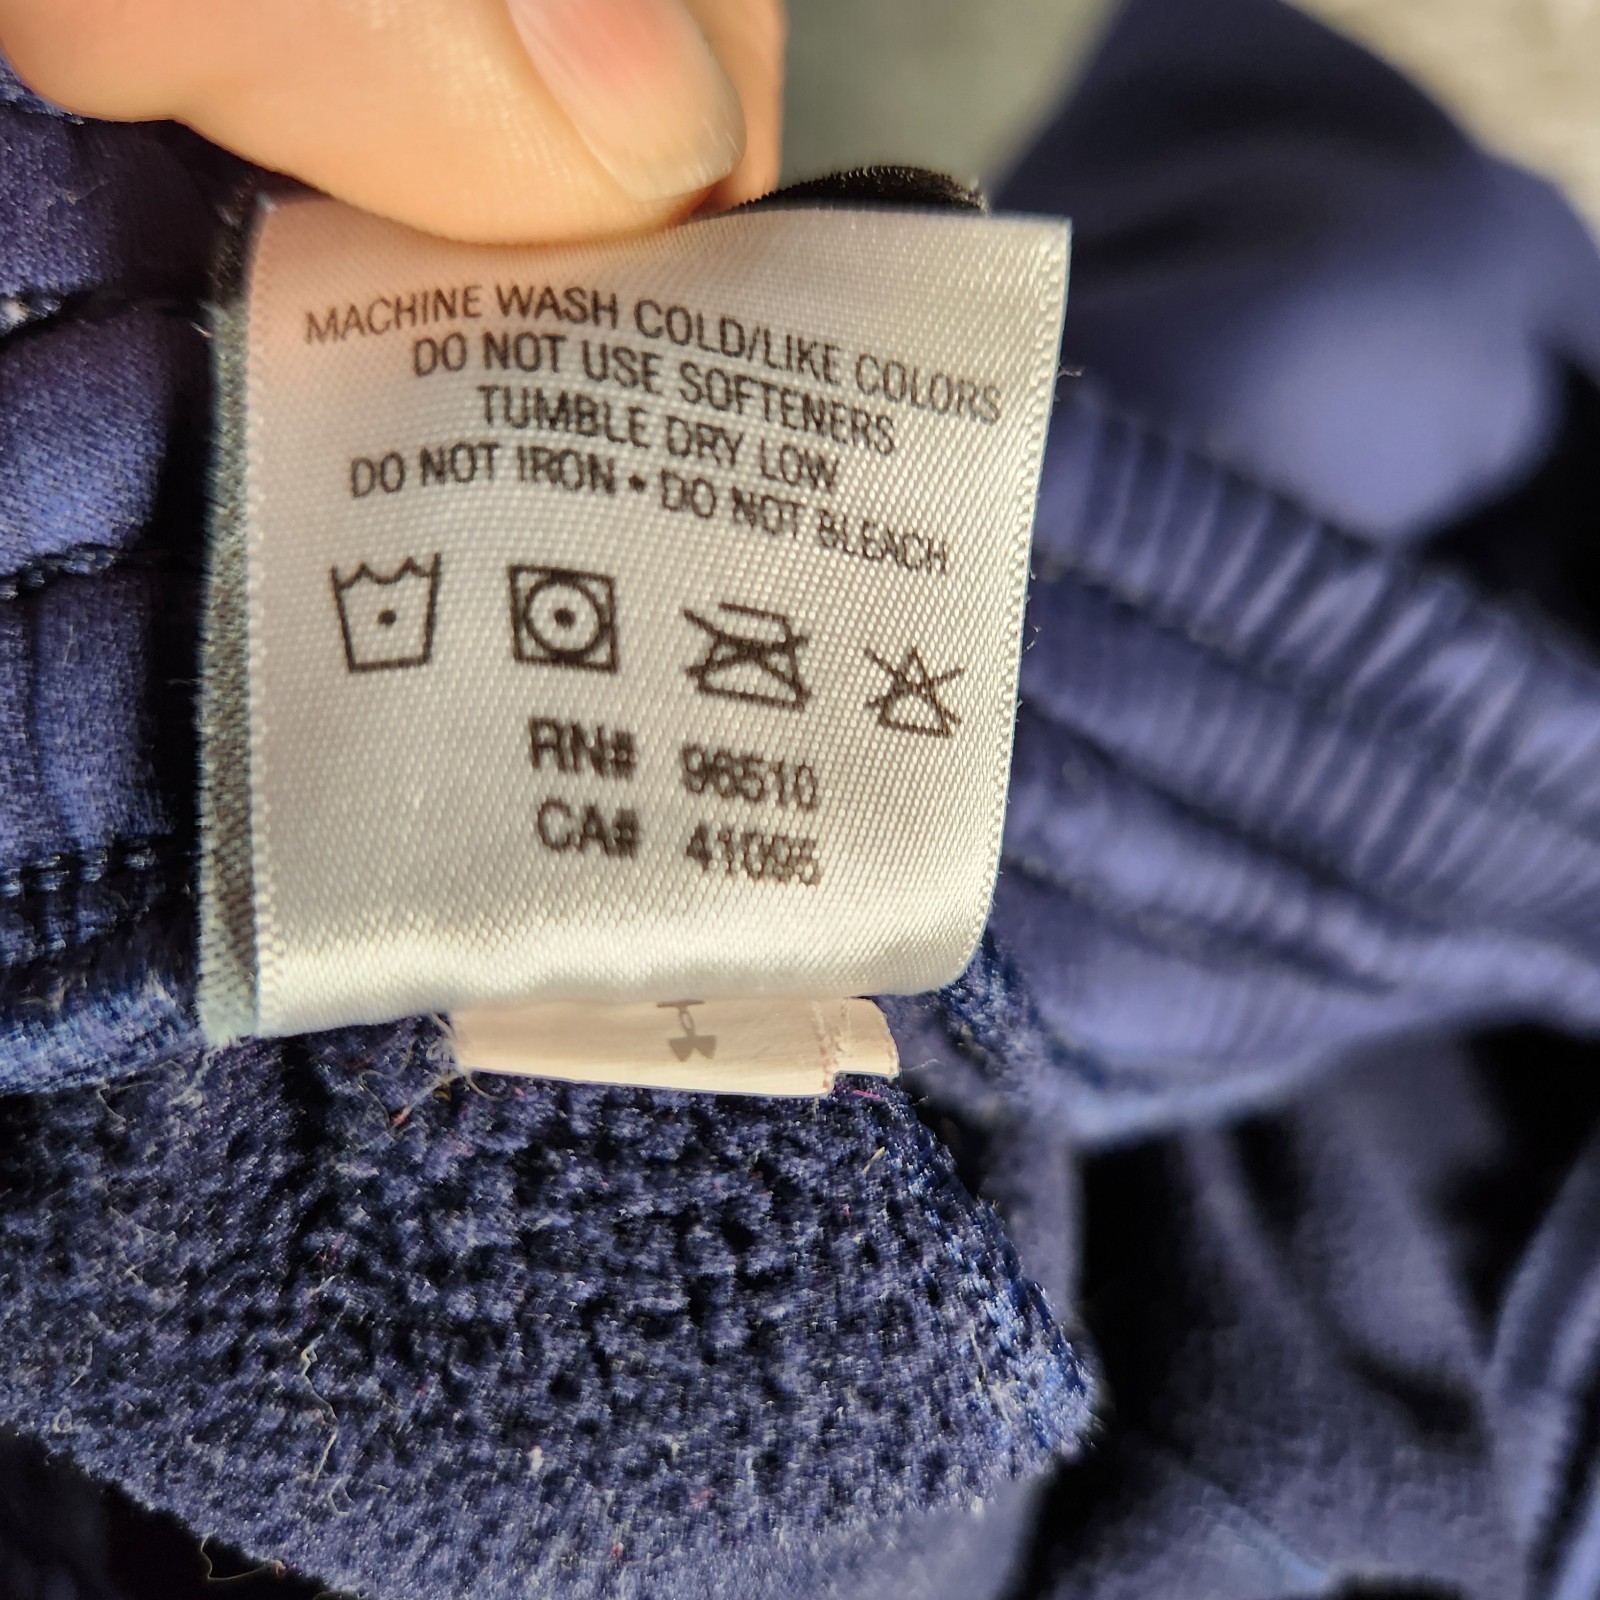 MACHINE WASH COLD/LIKE COLORS
DO NOT USE SOFTENERS
TUMBLE DRY LOW
DO NOT IRON • DO NOT BLEACH
RN# 96510
CA# 41095